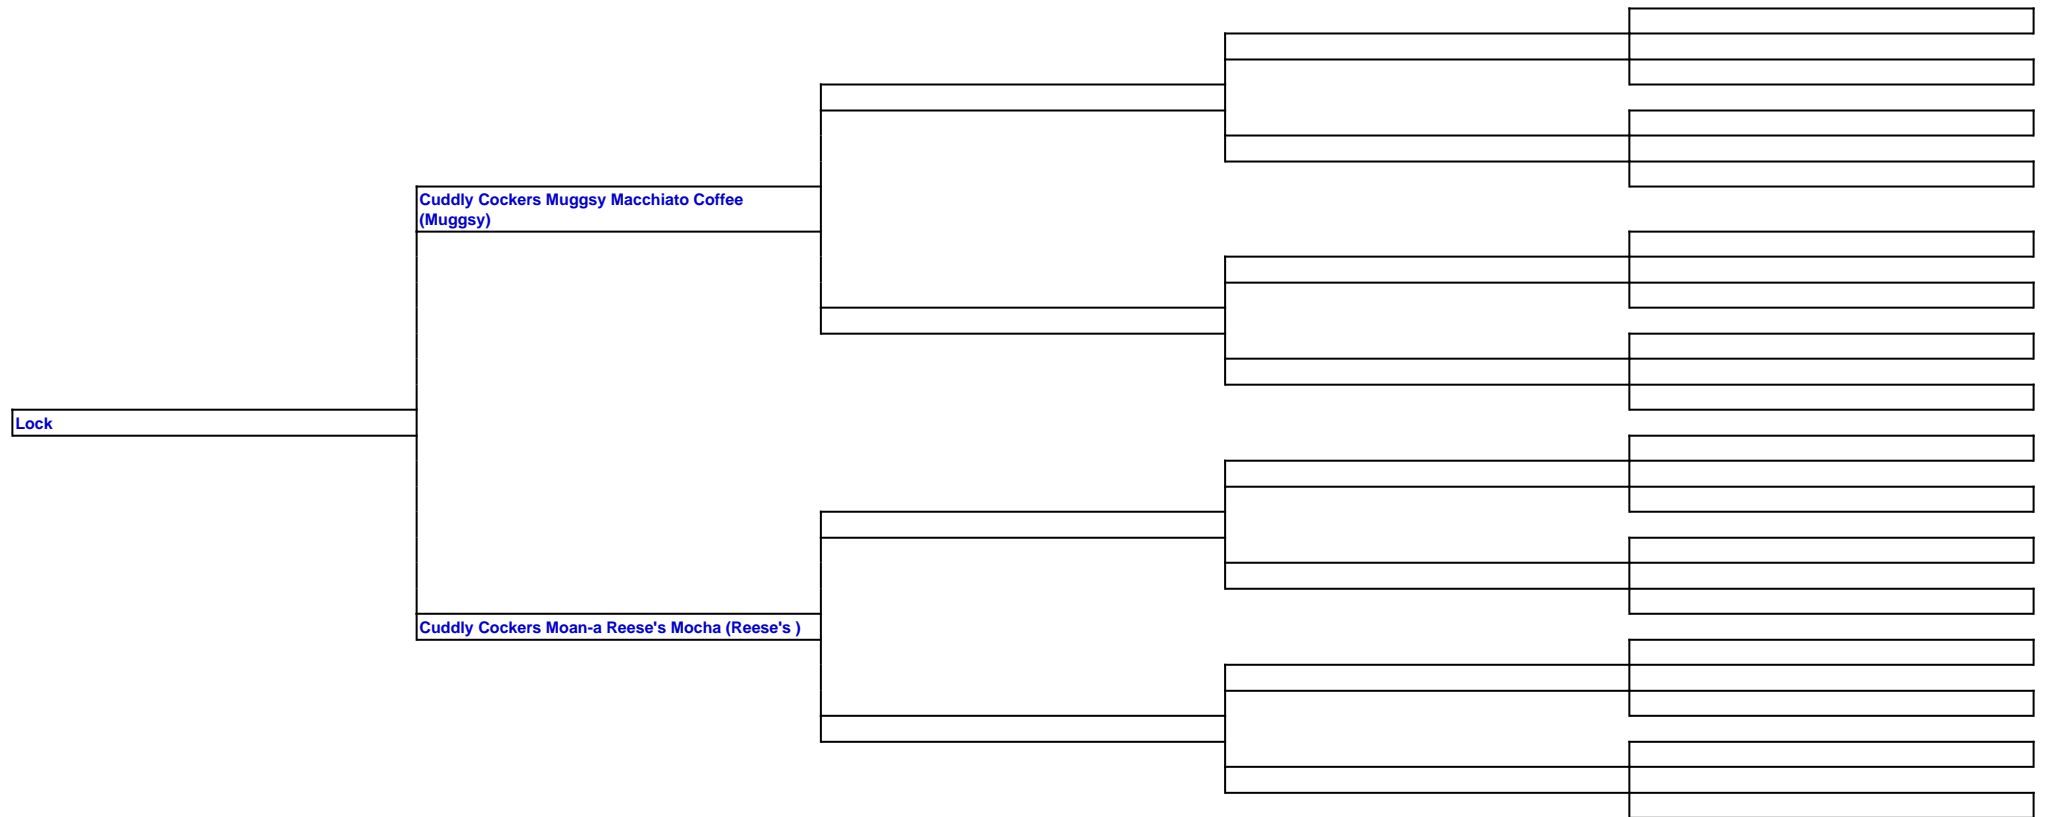 Cuddly Cockers Muggsy Macchiato Coffee
(Muggsy)
Lock
Cuddly Cockers Moan-a Reese's Mocha (Reese's )